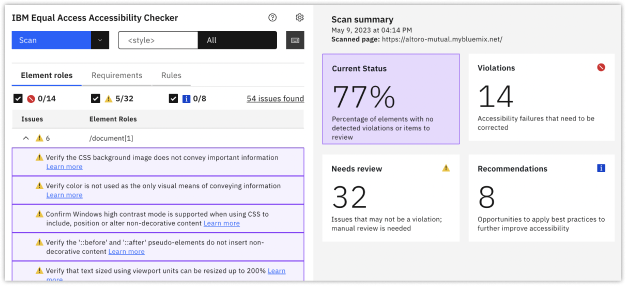 IBM Equal Access Accessibility Checker
Scan
<style>
All
Element roles
Requirements
Rules
0/14
5/32
0/8
54 issues found
Issues
Element Roles
6
/document[1]
Verify the CSS background image does not convey important information
Learn more
Verify color is not used as the only visual means of conveying information
Learn more
Confirm Windows high contrast mode is supported when using CSS to
include, position or alter non-decorative content Learn more
Verify the '::before' and '::after' pseudo-elements do not insert non-
decorative content Learn more
Verify that text sized using viewport units can be resized up to 200% Learn
more
Scan summary
May 9, 2023 at 04:14 PM
Scanned page: https://altoro-mutual.mybluemix.net/
Current Status
77%
Percentage of elements with no
detected violations or items to
review
Violations
14
Accessibility failures that need to be
corrected
Needs review
32
Issues that may not be a violation;
manual review is needed
Recommendations
8
Opportunities to apply best practices to
further improve accessibility